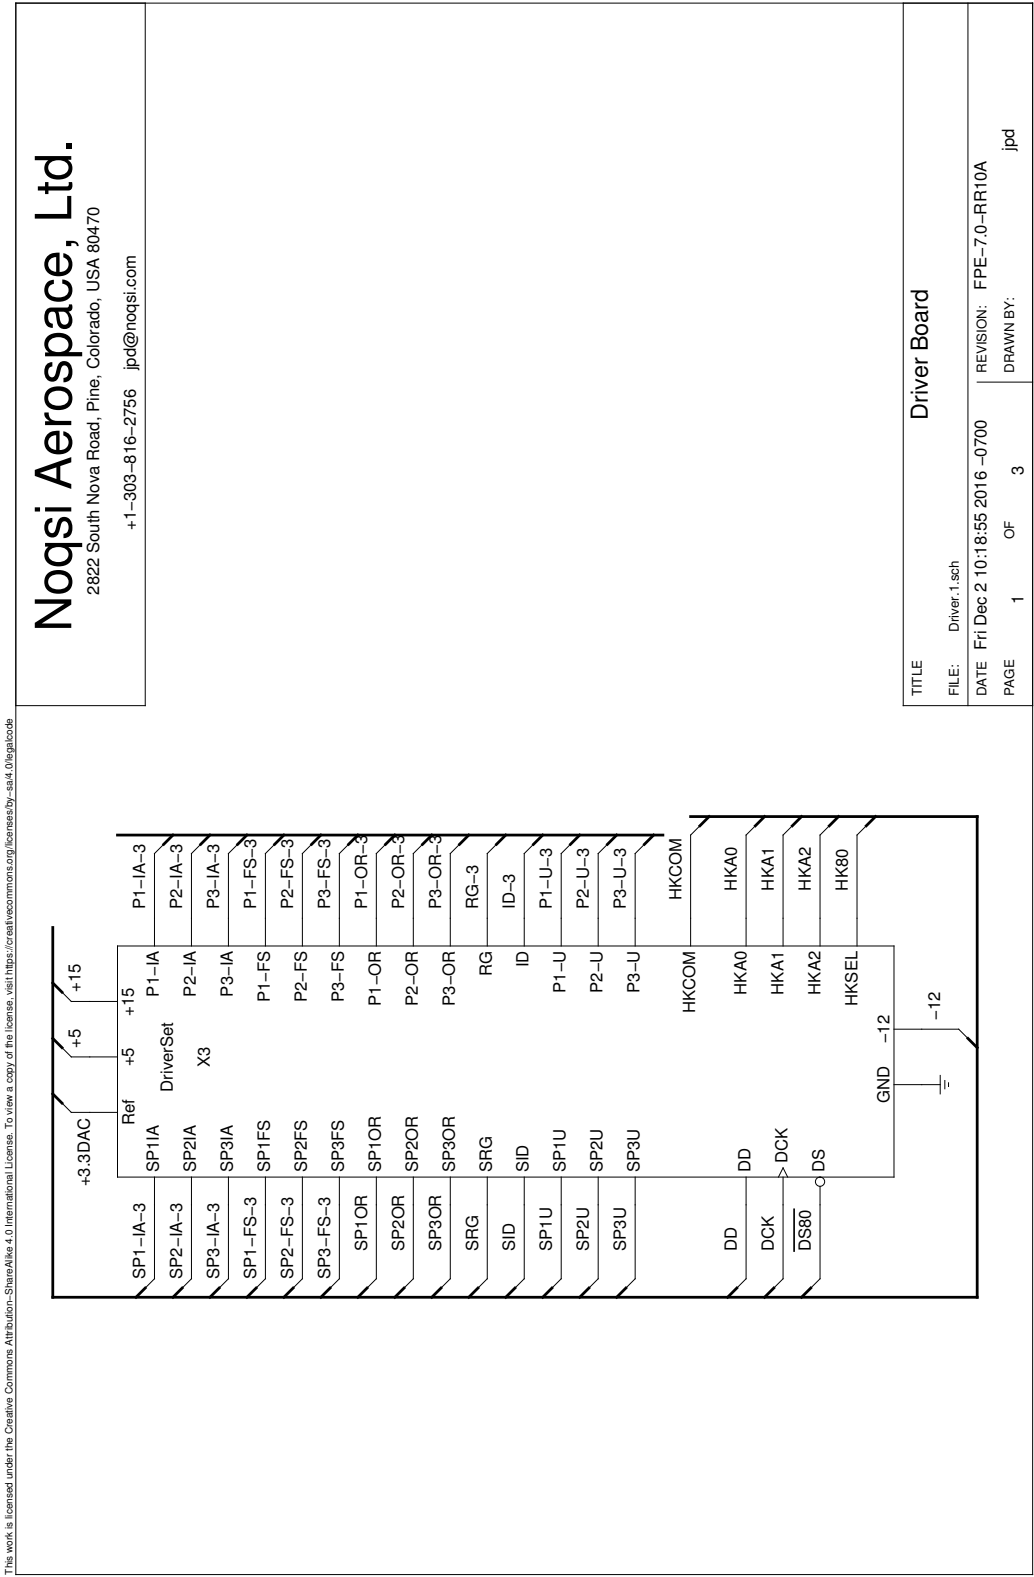 This work is licensed under the Creative Commons Attribution−ShareAlike 4.0 International License. To view a copy of the license, visit https://creativecommons.org/licenses/by−sa/4.0/legalcode
Noqsi Aerospace, Ltd.
2822 South Nova Road, Pine, Colorado, USA 80470
+1−303−816−2756 jpd@noqsi.com
+3.3DAC
+5
+15
Ref
+5
+15
DriverSet
X3
SP1−IA−3 SP1IA P1−IA P1−IA−3
SP2−IA−3 SP2IA P2−IA P2−IA−3
SP3−IA−3 SP3IA P3−IA P3−IA−3
SP1−FS−3 SP1FS P1−FS P1−FS−3
SP2−FS−3 SP2FS P2−FS P2−FS−3
SP3−FS−3 SP3FS P3−FS P3−FS−3
SP1OR SP1OR P1−OR P1−OR−3
SP2OR SP2OR P2−OR P2−OR−3
SP3OR SP3OR P3−OR P3−OR−3
SRG SRG RG RG−3
SID SID ID ID−3
SP1U SP1U P1−U P1−U−3
SP2U SP2U P2−U P2−U−3
SP3U SP3U P3−U P3−U−3
HKCOM HKCOM
DD DD HKA0 HKA0
DCK DCK HKA1 HKA1
DS80 DS HKA2 HKA2
HKSEL HK80
GND −12
−12
TITLE
Driver Board
FILE: Driver.1.sch
DATE Fri Dec 2 10:18:55 2016 −0700
REVISION: FPE−7.0−RR10A
PAGE 1 OF 3
DRAWN BY: jpd